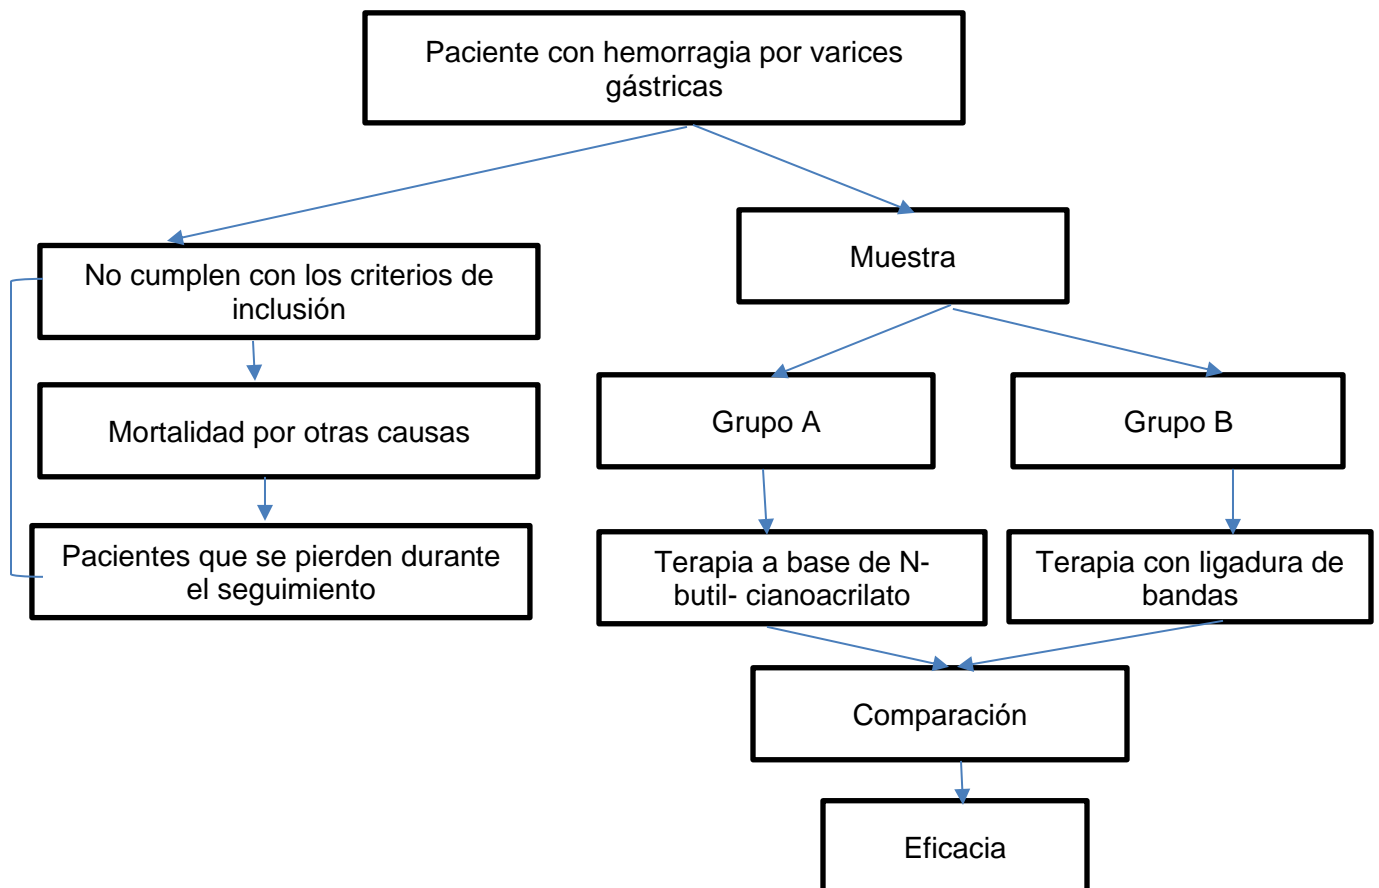 Paciente con hemorragia por varices
gástricas
No cumplen con los criterios de
inclusión
Muestra
Mortalidad por otras causas
Grupo A
Grupo B
Pacientes que se pierden durante
el seguimiento
Terapia a base de N-
butil- cianoacrilato
Terapia con ligadura de
bandas
Comparación
Eficacia